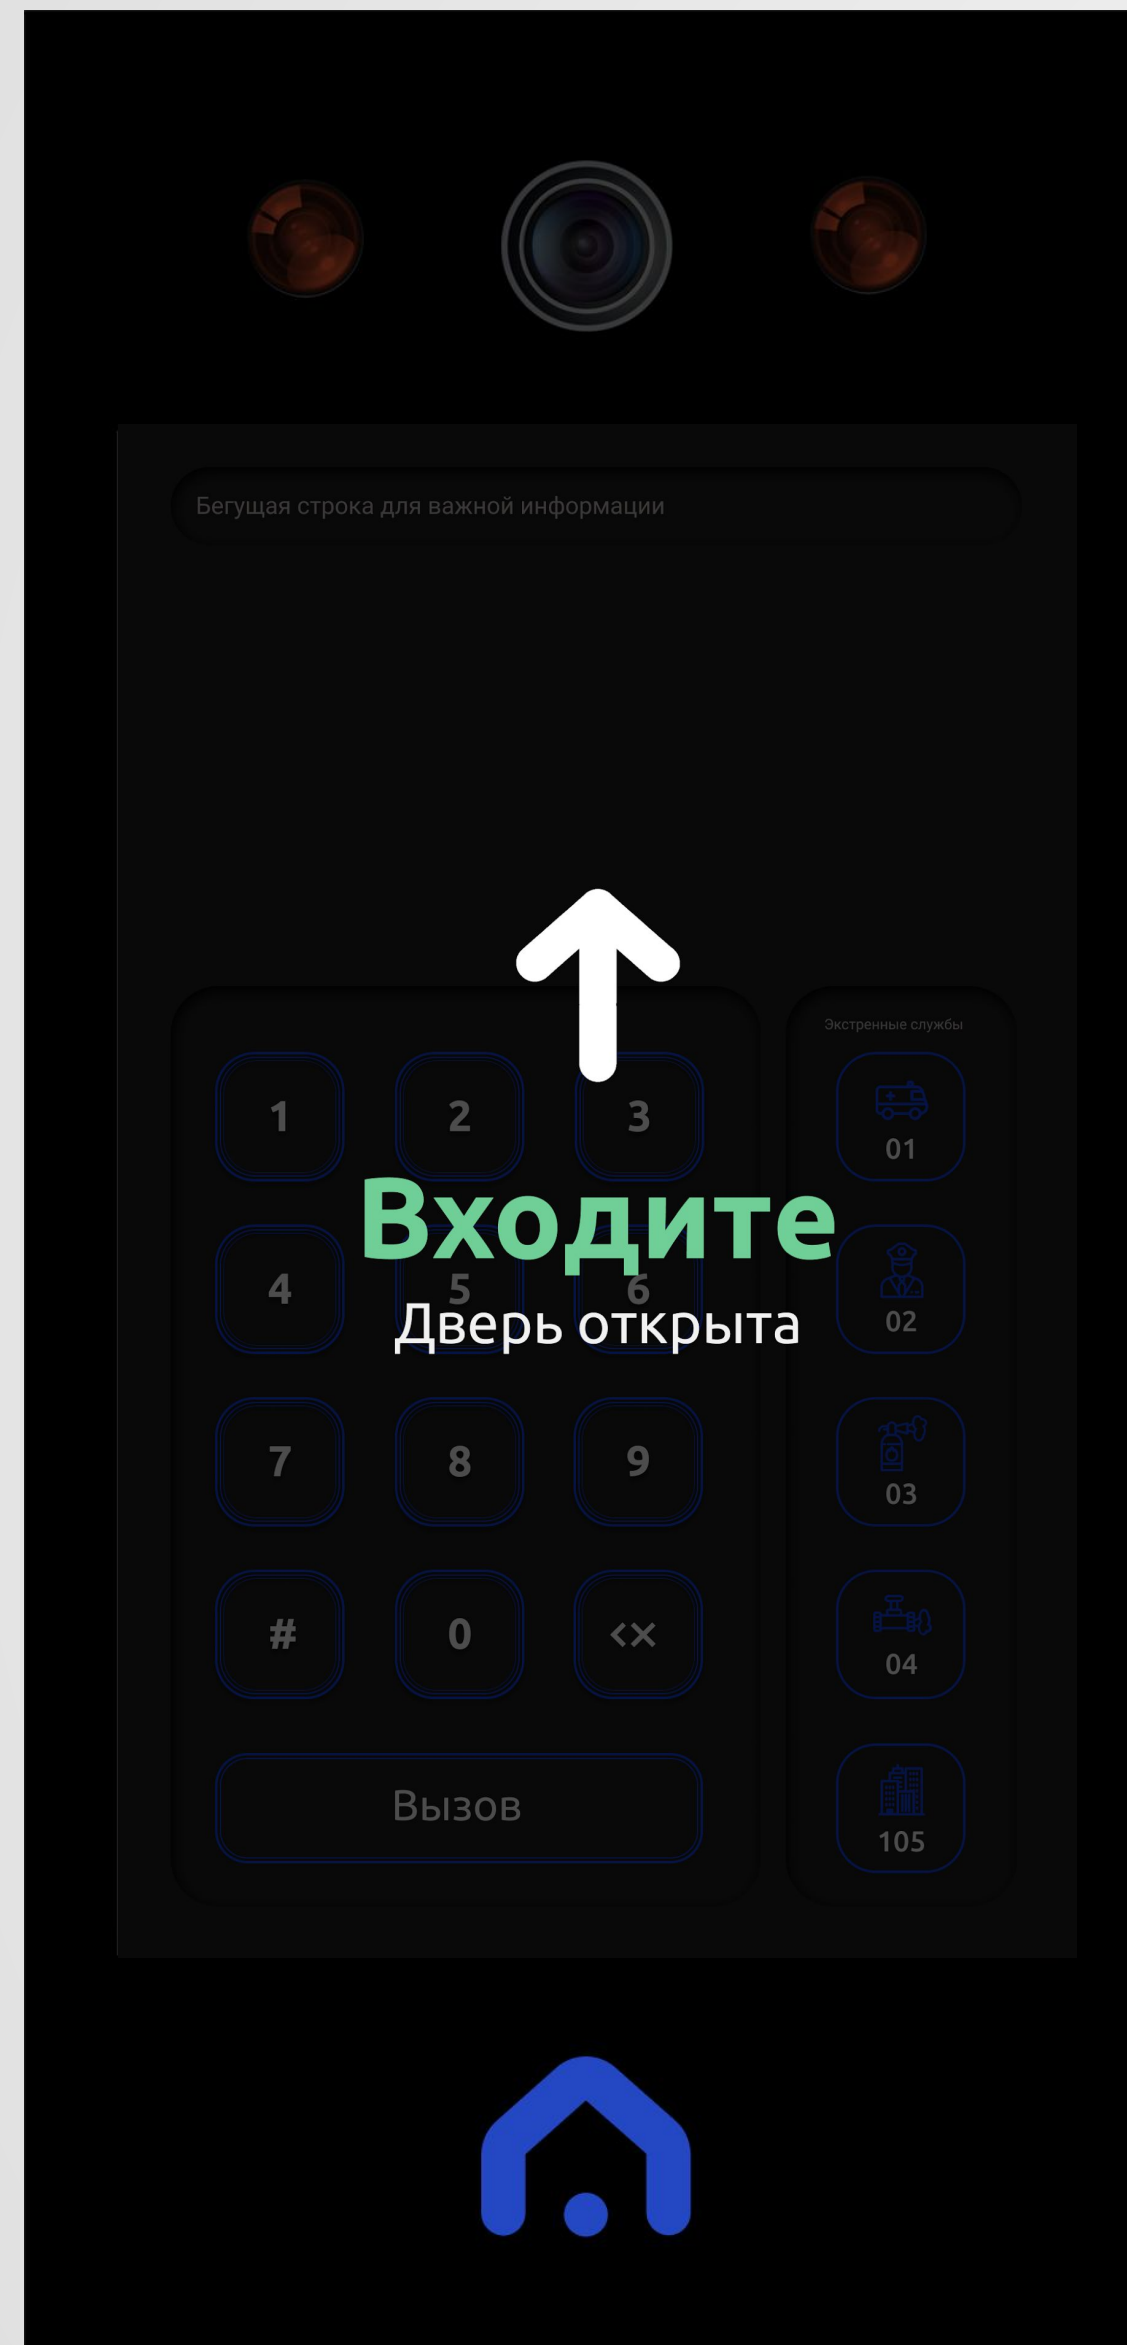 Бегущая строка для важной информации
Экстренные службы
1 2 3
01
Входите
4 5 6
02
Дверь открыта
7 8 9
03
# 0
04
Вызов
105